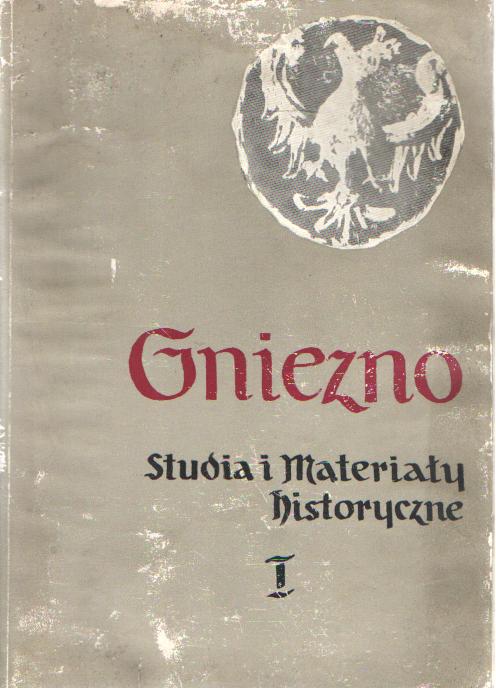 Gniezno
Studia i Materiały
historyczne
I